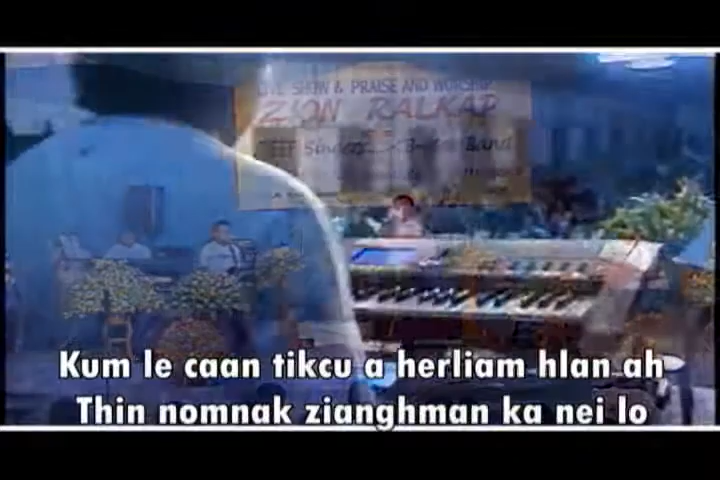 LIVE SHOW & PRAISE AND WORSHIP
ZION RALKAP
Band
Kum le caan tikcu a herliam hlan ah
Thin nomnak zianghman ka nei lo